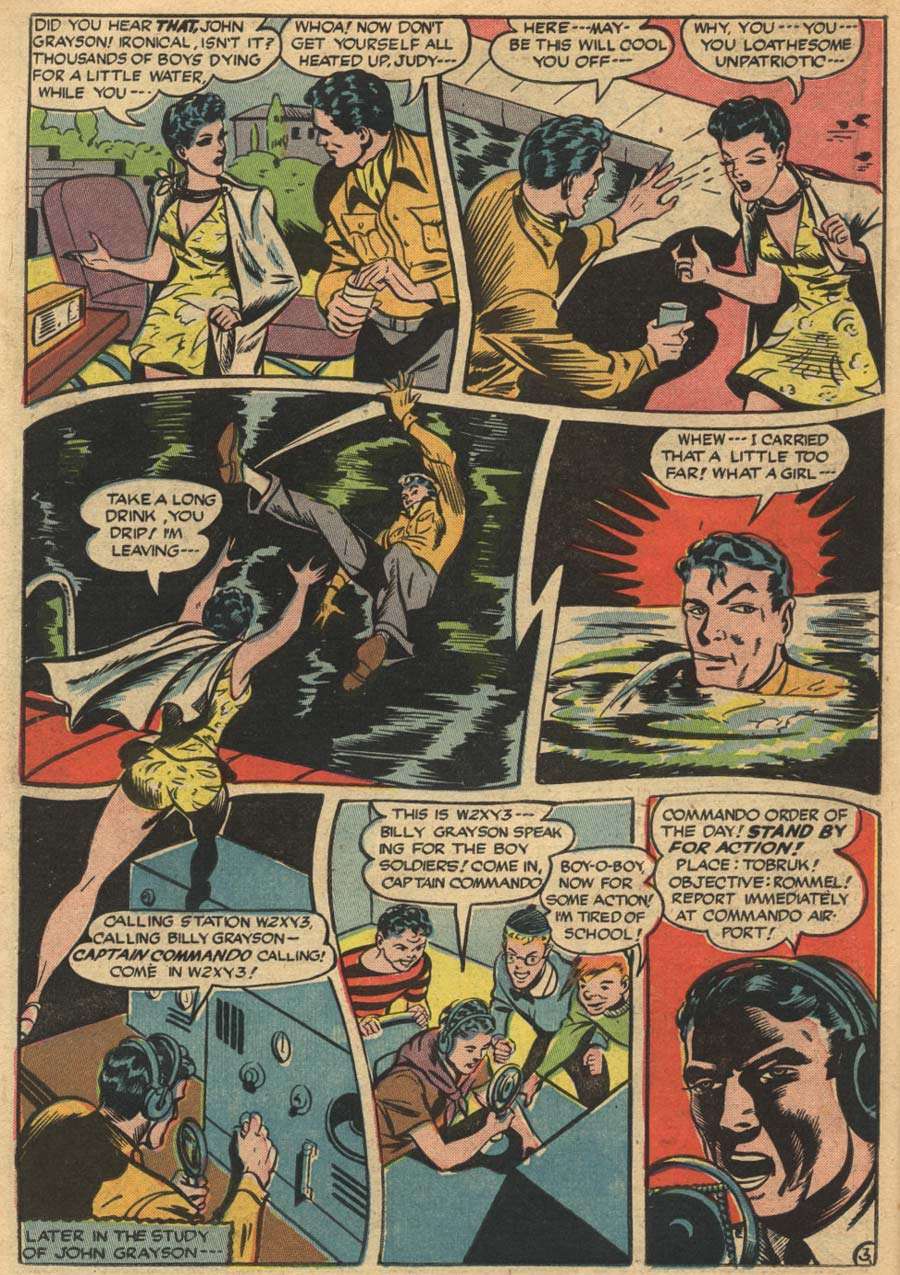 DID YOU HEAR THAT, JOHN
GRAYSON! IRONICAL, ISN'T IT?
THOUSANDS OF BOYS DYING
FOR A LITTLE WATER,
WHILE YOU---
WHOA! NOW DON'T
GET YOURSELF ALL
HEATED UP, JUDY---
HERE---MAY-
BE THIS WILL COOL
YOU OFF---
WHY, YOU---YOU---
YOU LOATHESOME
UNPATRIOTIC---
TAKE A LONG
DRINK, YOU
DRIP! I'M
LEAVING---
WHEW---I CARRIED
THAT A LITTLE TOO
FAR! WHAT A GIRL---
CALLING STATION W2XY3,
CALLING BILLY GRAYSON—
CAPTAIN COMMANDO CALLING!
COME IN W2XY3!
LATER IN THE STUDY
OF JOHN GRAYSON---
THIS IS W2XY3---
BILLY GRAYSON SPEAK
ING FOR THE BOY
SOLDIERS! COME IN,
CAPTAIN COMMANDO
BOY-O-BOY,
NOW FOR
SOME ACTION!
I'M TIRED OF
SCHOOL!
COMMANDO ORDER OF
THE DAY! STAND BY
FOR ACTION!
PLACE: TOBRUK!
OBJECTIVE: ROMMEL!
REPORT IMMEDIATELY
AT COMMANDO AIR-
PORT!
3